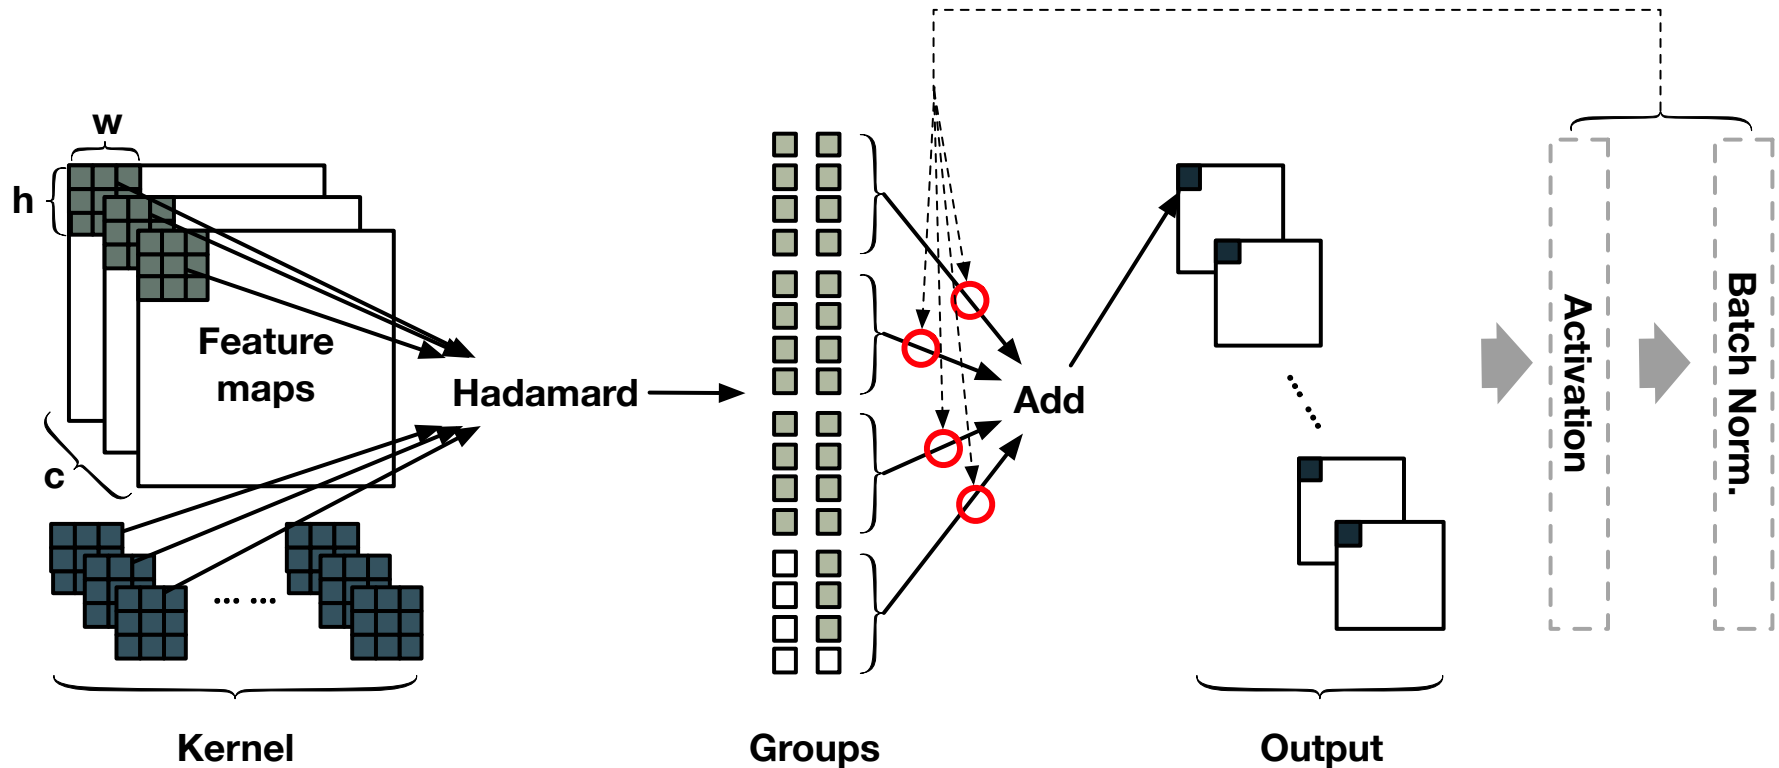 w
h
Feature
maps
Hadamard
Add
c
Activation
Batch Norm.
... ...
Kernel
Groups
Output